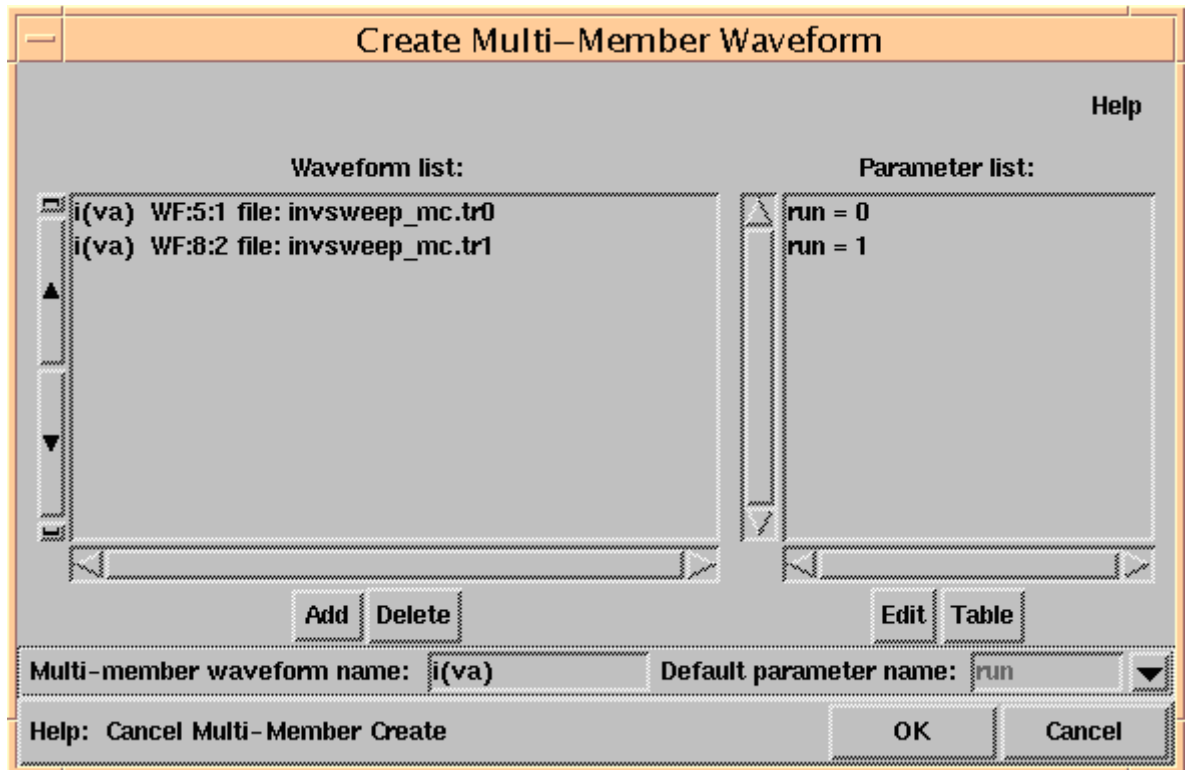 Create Multi-Member Waveform
Help
Waveform list:
Parameter list:
i(va) WF:5:1 file: invsweep_mc.tr0
i(va) WF:8:2 file: invsweep_mc.tr1
run = 0
run = 1
Add Delete
Edit Table
Multi-member waveform name: i(va) Default parameter name: run
Help: Cancel Multi-Member Create OK Cancel